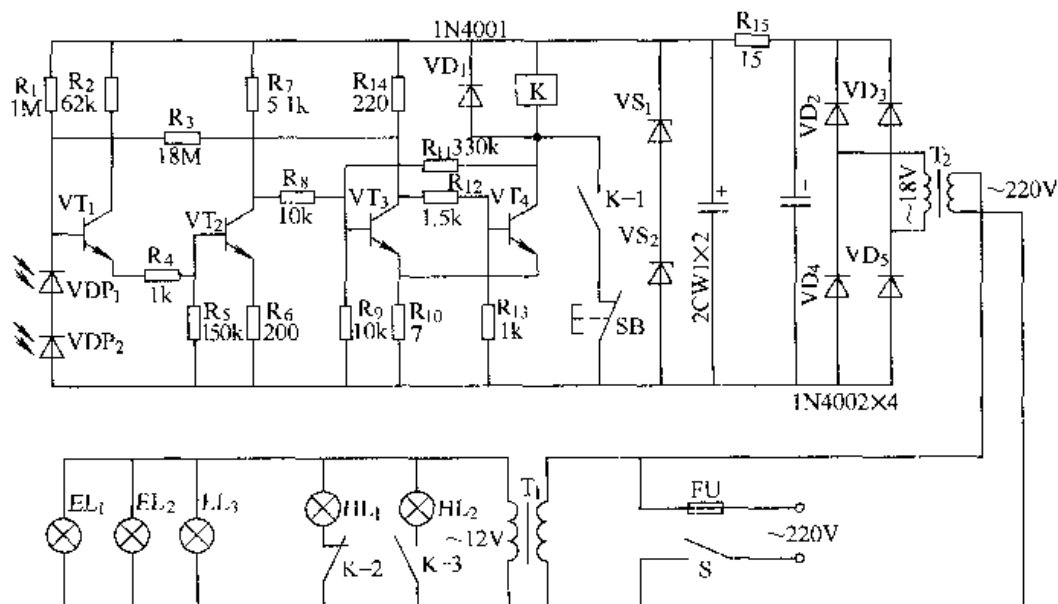 1N4001
R15
15
R1
1M
R2
62k
R7
5.1k
R14
220
VD1
K
VS1
VD2
VD3
R3
18M
R11
330k
T2
~18V
~220V
VT1
VT2
R8
10k
VT3
R12
1.5k
VT4
K-1
VS2
2CW1×2
VD4
VD5
VDP1
R4
1k
VDP2
R5
150k
R6
200
R9
10k
R10
7
R13
1k
SB
1N4002×4
EL1
EL2
EL3
HL1
HL2
T1
FU
~12V
~220V
K-2
K-3
S